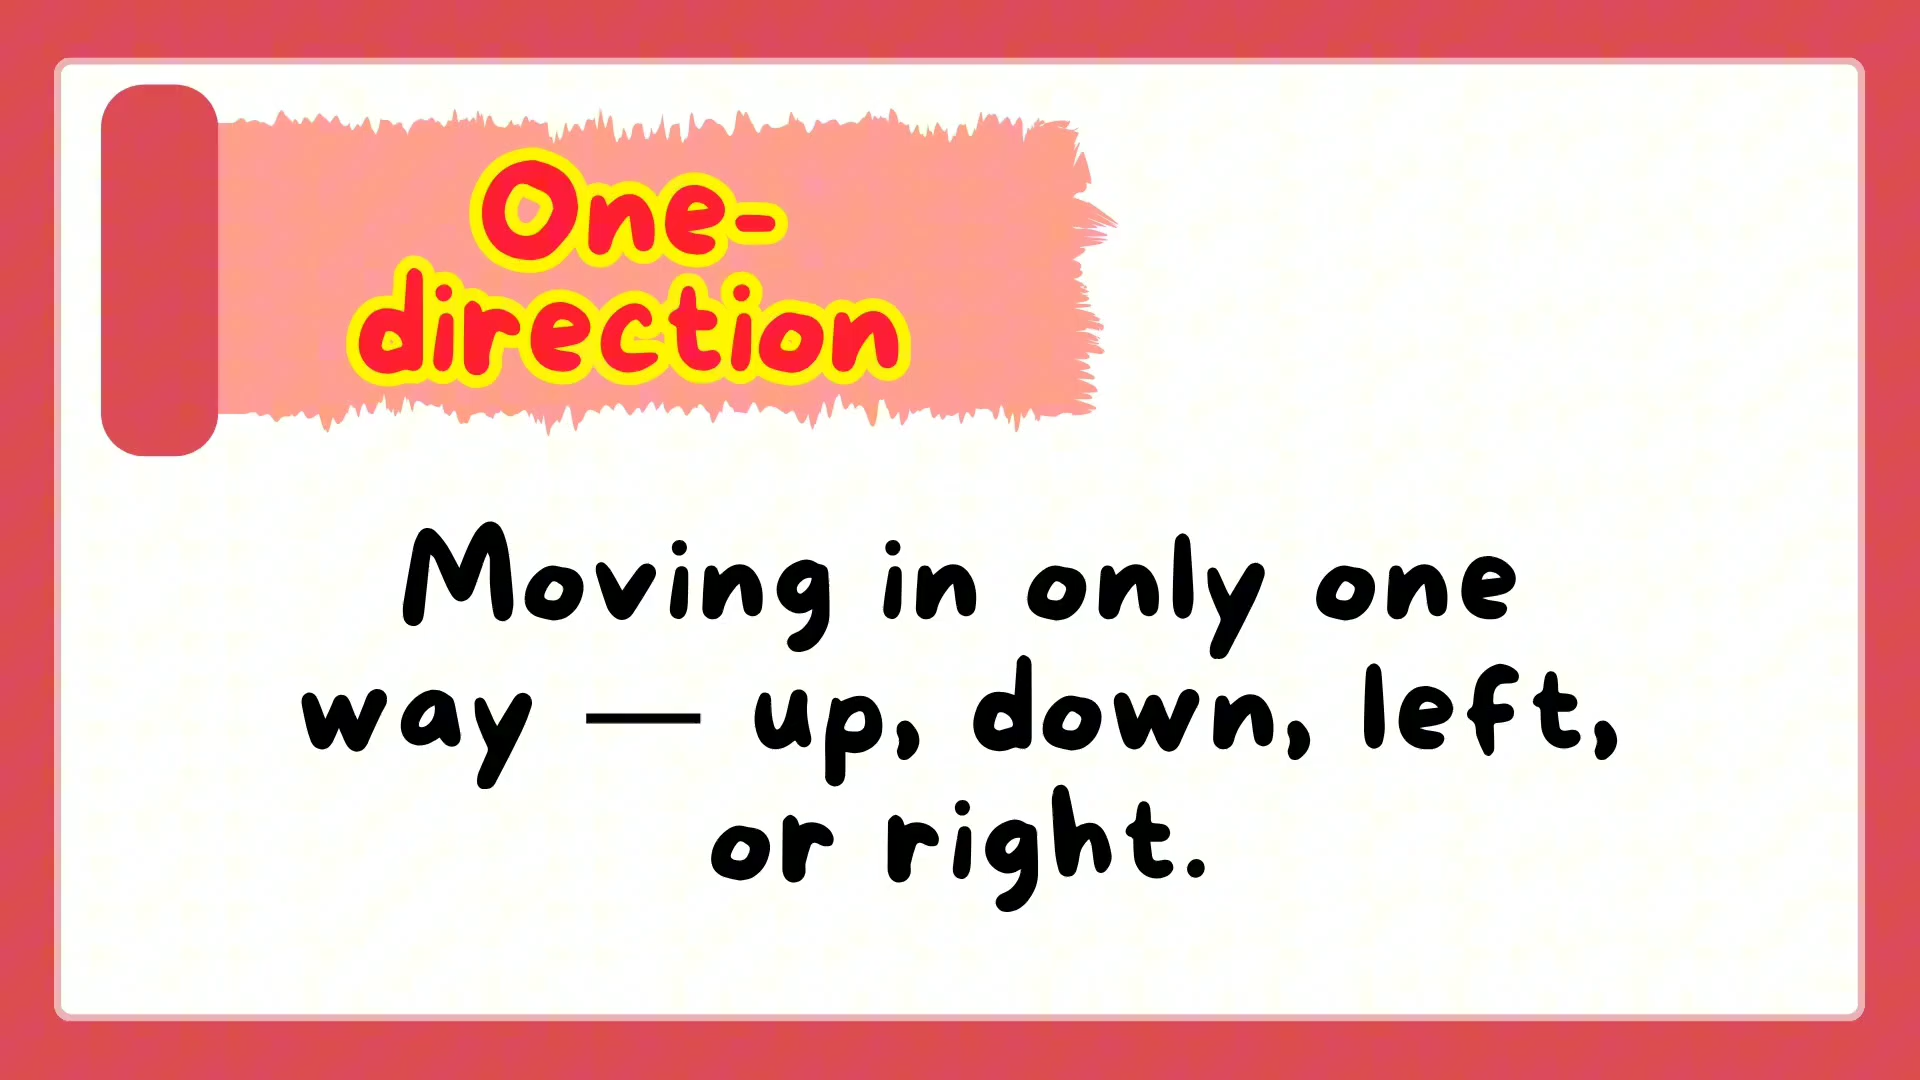 One-
direction
Moving in only one
way — up, down, left,
or right.